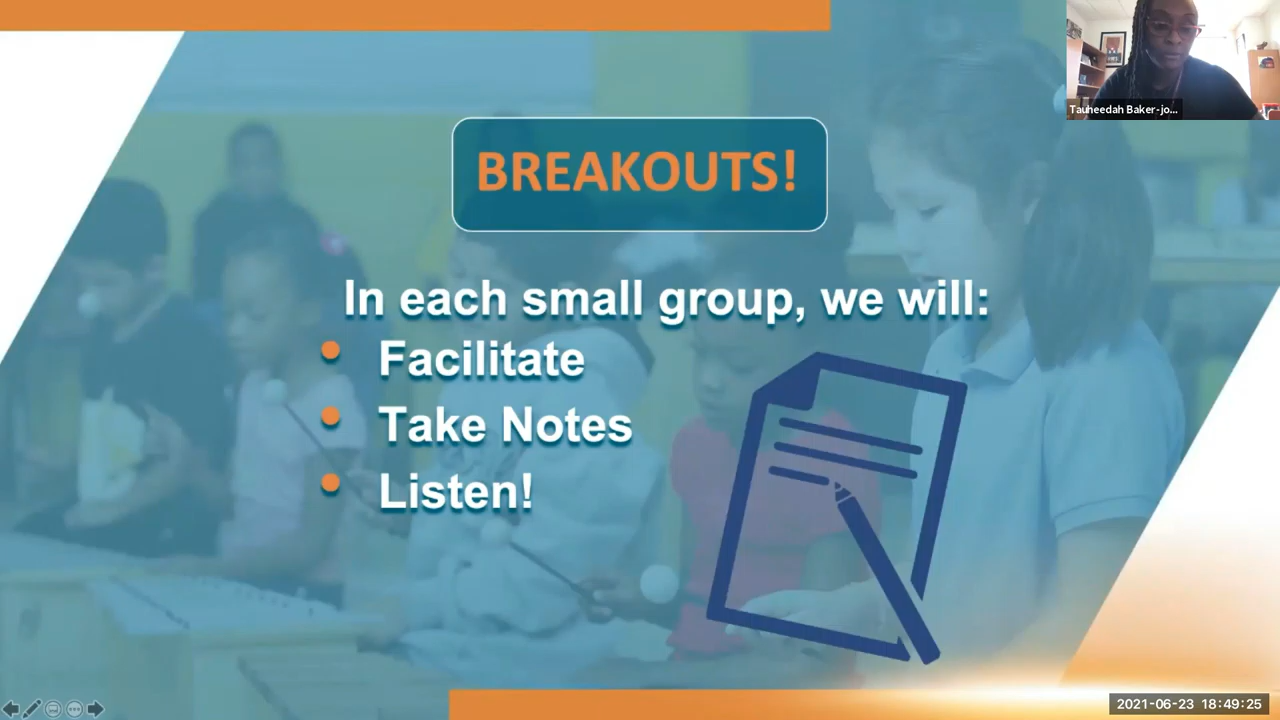 BREAKOUTS!
Tauheedah Baker-jo...
In each small group, we will:
Facilitate
Take Notes
Listen!
2021-06-23 18:49:25